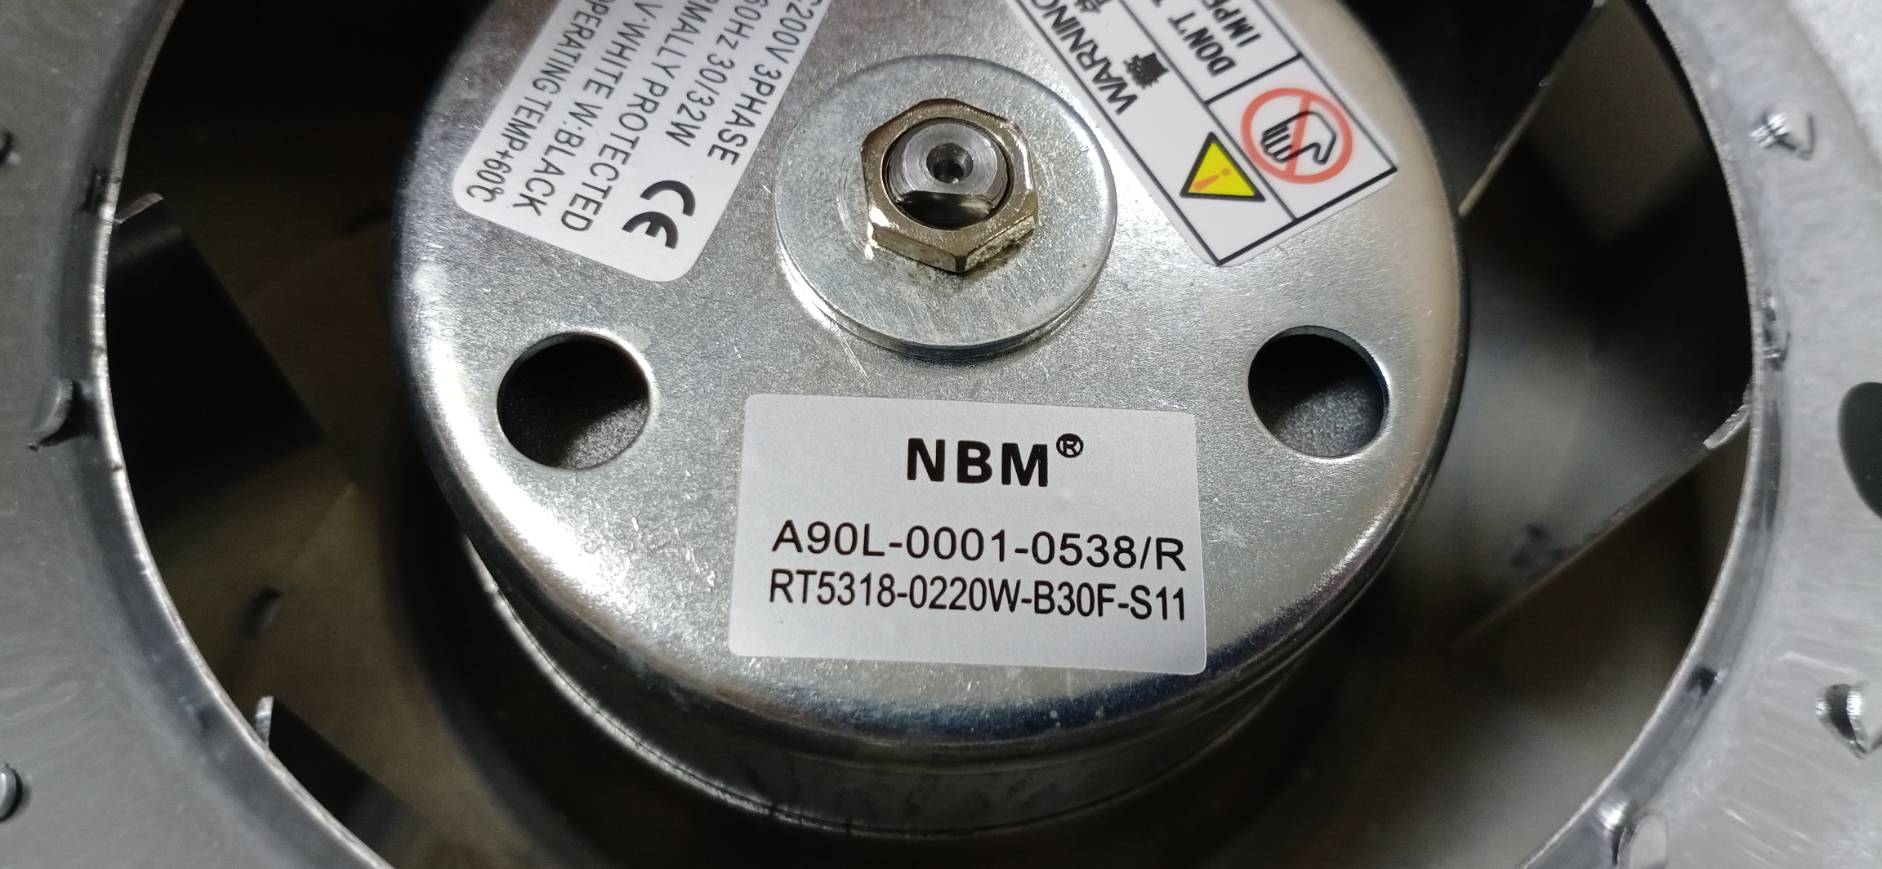 200V 3PHASE
60Hz 30/32W
PROTECTED
V·WHITE W·BLACK
OPERATING TEMP+60℃
CE
WARNING
DON'T
NBM®
A90L-0001-0538/R
RT5318-0220W-B30F-S11